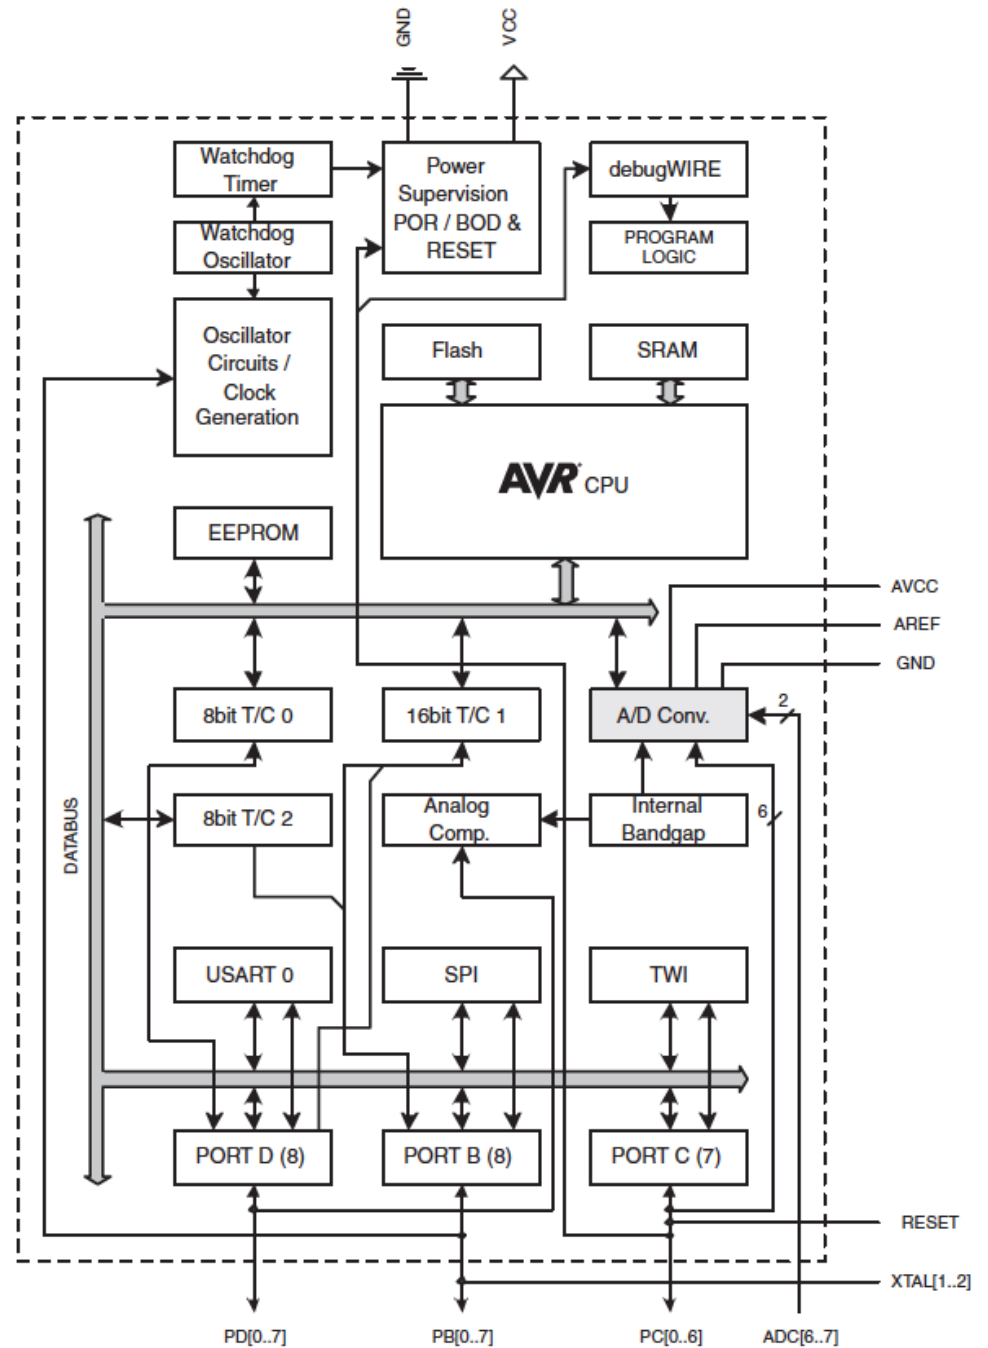 GND
VCC
Watchdog
Timer
Power
Supervision
POR / BOD &
RESET
debugWIRE
Watchdog
Oscillator
PROGRAM
LOGIC
Oscillator
Circuits /
Clock
Generation
Flash
SRAM
AVR CPU
EEPROM
AVCC
AREF
GND
8bit T/C 0
16bit T/C 1
A/D Conv.
2
DATABUS
8bit T/C 2
Analog
Comp.
Internal
Bandgap
6
USART 0
SPI
TWI
PORT D (8)
PORT B (8)
PORT C (7)
RESET
XTAL[1..2]
PD[0..7]
PB[0..7]
PC[0..6]
ADC[6..7]